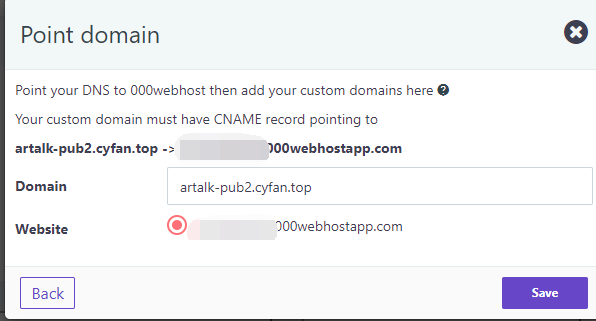 Point domain
Point your DNS to 000webhost then add your custom domains here
Your custom domain must have CNAME record pointing to
artalk-pub2.cyfan.top -> 000webhostapp.com
Domain
artalk-pub2.cyfan.top
Website
000webhostapp.com
Back
Save